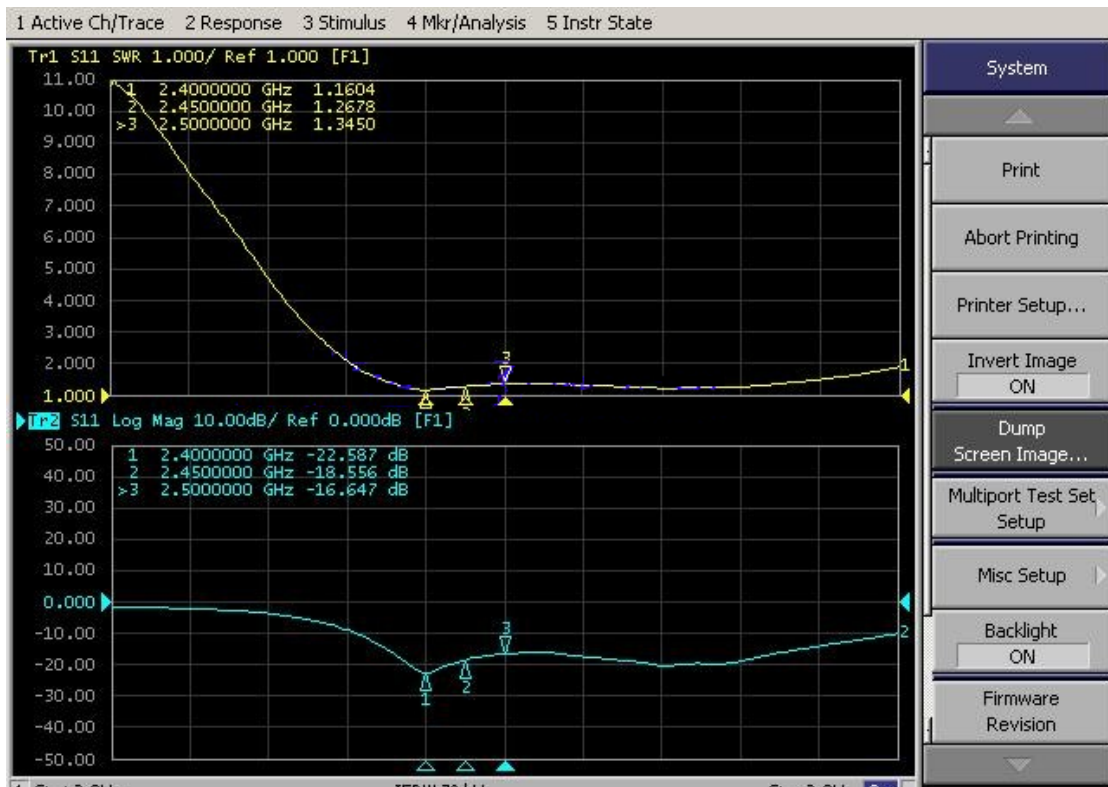 1 Active Ch/Trace 2 Response 3 Stimulus 4 Mkr/Analysis 5 Instr State
Tr1 S11 SWR 1.000/ Ref 1.000 [F1]
11.00
10.00
9.000
8.000
7.000
6.000
5.000
4.000
3.000
2.000
1.000
1 2.4000000 GHz 1.1604
2 2.4500000 GHz 1.2678
>3 2.5000000 GHz 1.3450
3
1
Tr2 S11 Log Mag 10.00dB/ Ref 0.000dB [F1]
50.00
40.00
30.00
20.00
10.00
0.000
-10.00
-20.00
-30.00
-40.00
-50.00
1 2.4000000 GHz -22.587 dB
2 2.4500000 GHz -18.556 dB
>3 2.5000000 GHz -16.647 dB
3
1
2
2
System
Print
Abort Printing
Printer Setup...
Invert Image
ON
Dump
Screen Image...
Multiport Test Set
Setup
Misc Setup
Backlight
ON
Firmware
Revision